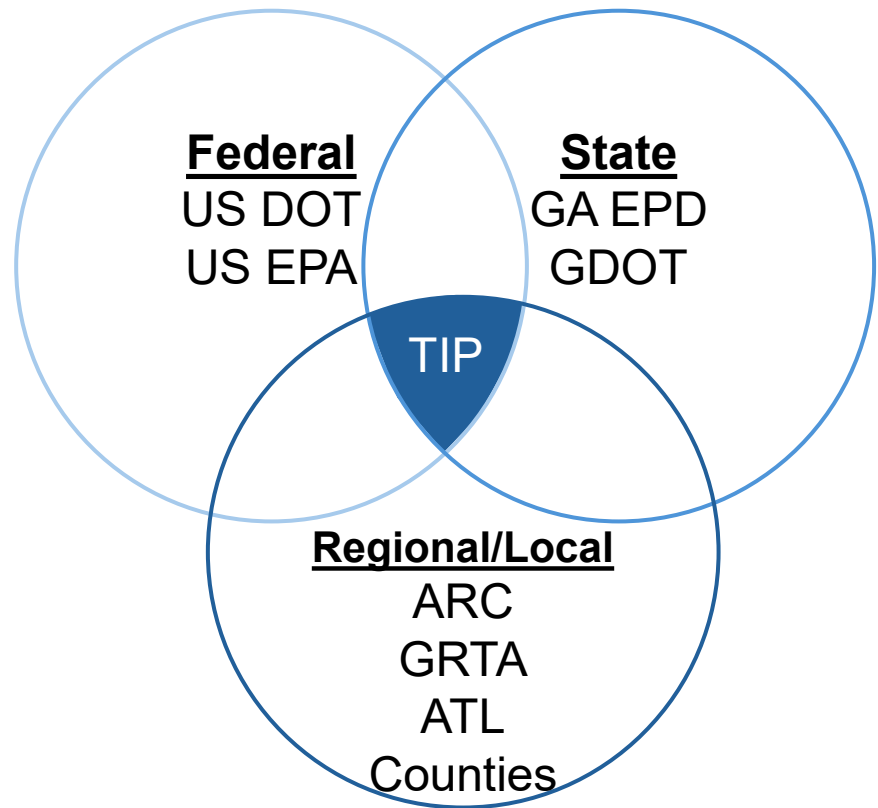 Federal
US DOT
US EPA
State
GA EPD
GDOT
TIP
Regional/Local
ARC
GRTA
ATL
Counties